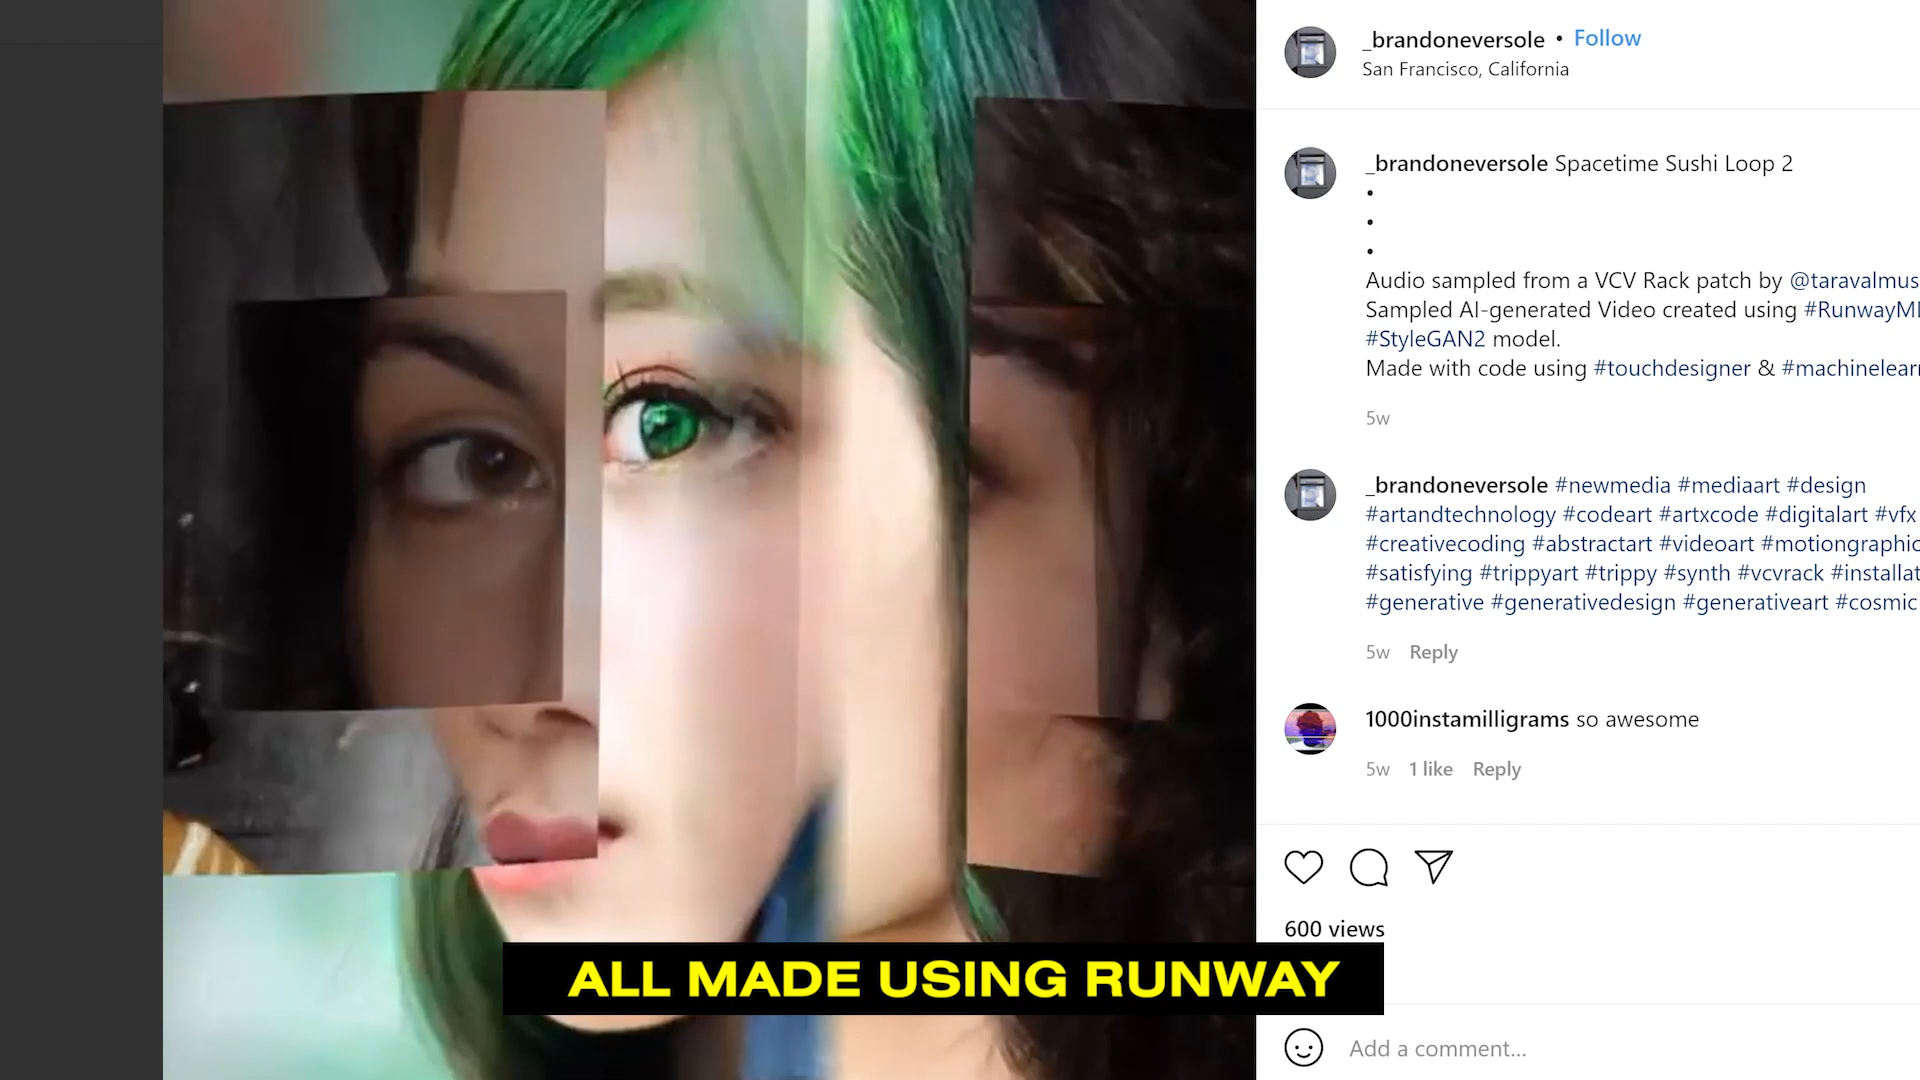 _brandoneversole • Follow
San Francisco, California
_brandoneversole Spacetime Sushi Loop 2
•
•
•
Audio sampled from a VCV Rack patch by @taravalmus
Sampled AI-generated Video created using #RunwayML
#StyleGAN2 model.
Made with code using #touchdesigner & #machinelearn
5w
_brandoneversole #newmedia #mediaart #design
#artandtechnology #codeart #artxcode #digitalart #vfx
#creativecoding #abstractart #videoart #motiongraphic
#satisfying #trippyart #trippy #synth #vcvrack #installat
#generative #generativedesign #generativeart #cosmic
5w Reply
1000instamilligrams so awesome
5w 1 like Reply
600 views
ALL MADE USING RUNWAY
Add a comment...